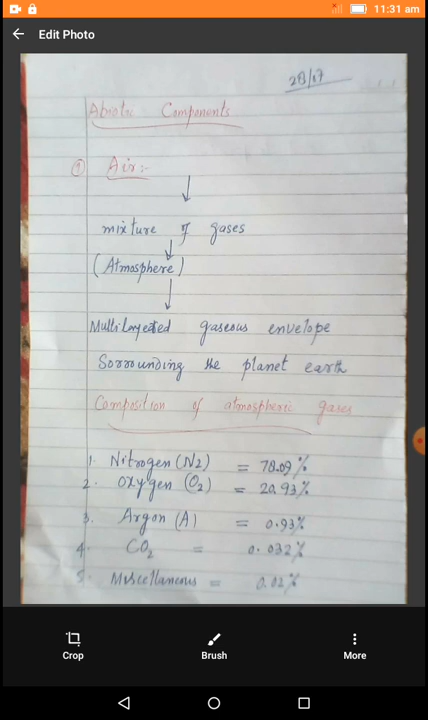 11:31 am
Edit Photo
28/17
Abiotic Components
① Air:-
↓
mixture of gases
↓
(Atmosphere)
↓
Multilayered gaseous envelope
Sorrounding the planet earth
Composition of atmospheric gases
1. Nitrogen (N2) = 78.09%
2. Oxygen (O2) = 20.93%
3. Argon (A) = 0.93%
4. CO2 = 0.032%
5. Miscellaneous = 0.02%
Crop
Brush
More